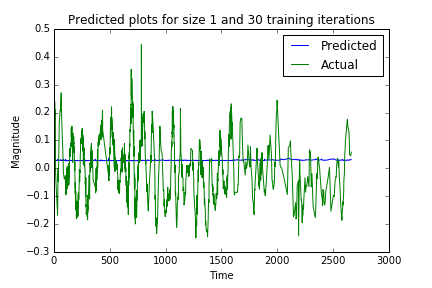 Predicted plots for size 1 and 30 training iterations
0.5
0.4
0.3
0.2
0.1
0.0
−0.1
−0.2
−0.3
Magnitude
Predicted
Actual
0 500 1000 1500 2000 2500 3000
Time